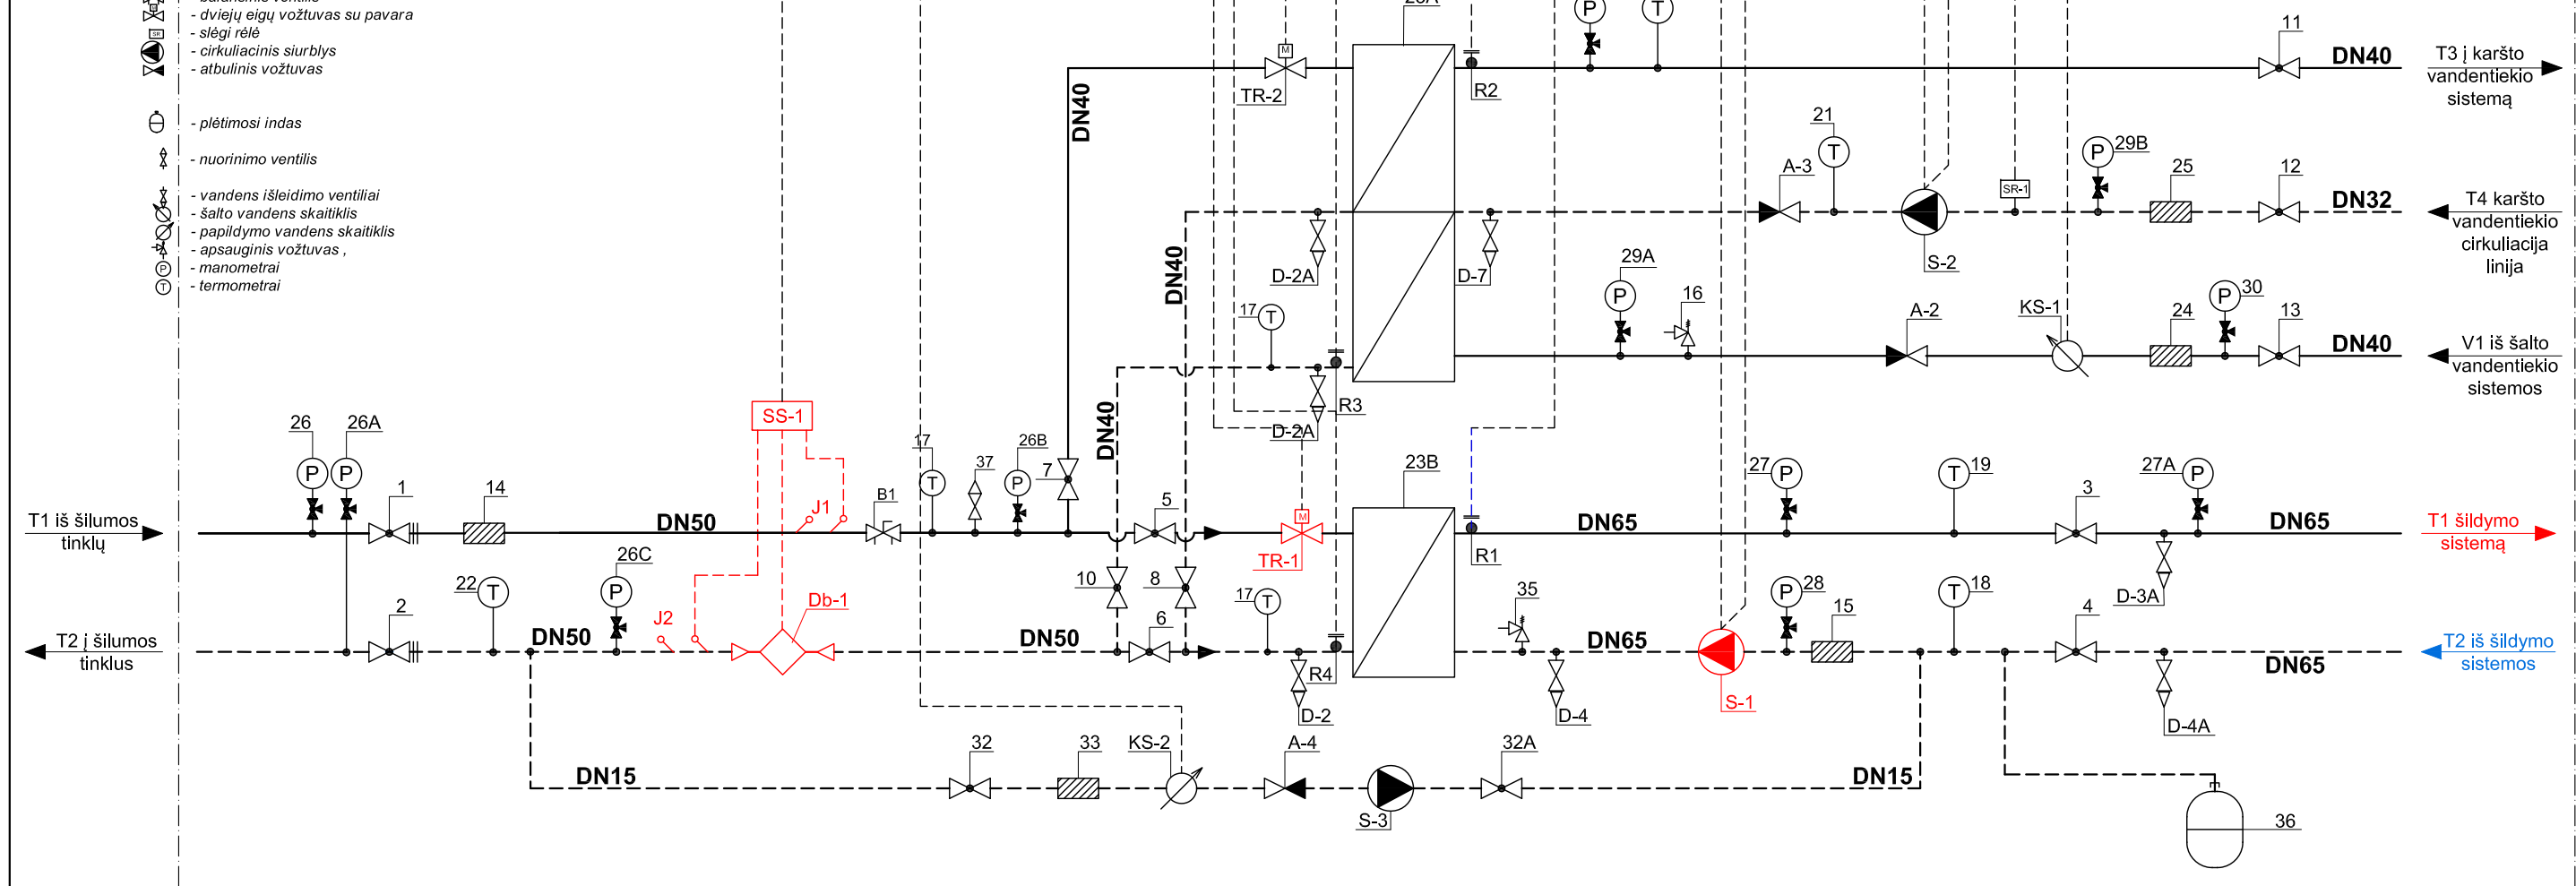 - dviejų eigų vožtuvas su pavara
SR
- slėgi rėlė
- cirkuliacinis siurblys
- atbulinis vožtuvas
- plėtimosi indas
- nuorinimo ventilis
- vandens išleidimo ventiliai
- šalto vandens skaitiklis
- papildymo vandens skaitiklis
- apsauginis vožtuvas ,
P
- manometrai
T
- termometrai
P
T
11
M
DN40
T3 į karšto
vandentiekio
sistemą
TR-2
R2
DN40
21
T
A-3
P
29B
25
12
SR-1
DN32
T4 karšto
vandentiekio
cirkuliacija
linija
S-2
D-2A
D-7
DN40
29A
P
16
17
T
A-2
KS-1
24
P
30
13
DN40
V1 iš šalto
vandentiekio
sistemos
R3
D-2A
DN40
SS-1
26
26A
P
P
1
14
J1
B1
17
T
37
26B
P
7
5
M
TR-1
23B
R1
DN65
27
P
T
19
3
27A
P
DN65
T1 iš šilumos
tinklų
DN50
T1 šildymo
sistemą
26C
P
22
T
2
J2
Db-1
10
8
6
17
T
35
P
28
15
T
18
4
D-3A
T2 į šilumos
tinklus
DN50
DN50
R4
D-2
DN65
D-4
S-1
D-4A
DN65
T2 iš šildymo
sistemos
DN15
32
33
KS-2
A-4
S-3
32A
DN15
36